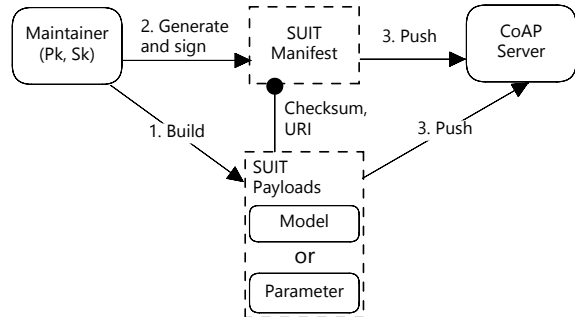 Maintainer
(Pk, Sk)
2. Generate
and sign
SUIT
Manifest
3. Push
CoAP
Server
1. Build
Checksum,
URI
3. Push
SUIT
Payloads
Model
or
Parameter